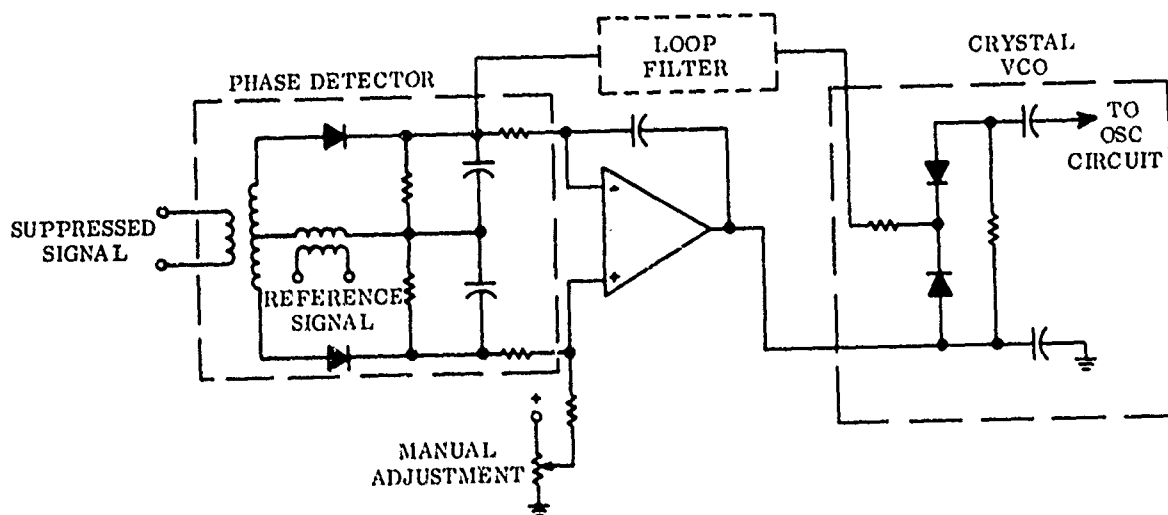 LOOP
FILTER
CRYSTAL
VCO
PHASE DETECTOR
TO
OSC
CIRCUIT
-
+
SUPPRESSED
SIGNAL
REFERENCE
SIGNAL
+
MANUAL
ADJUSTMENT